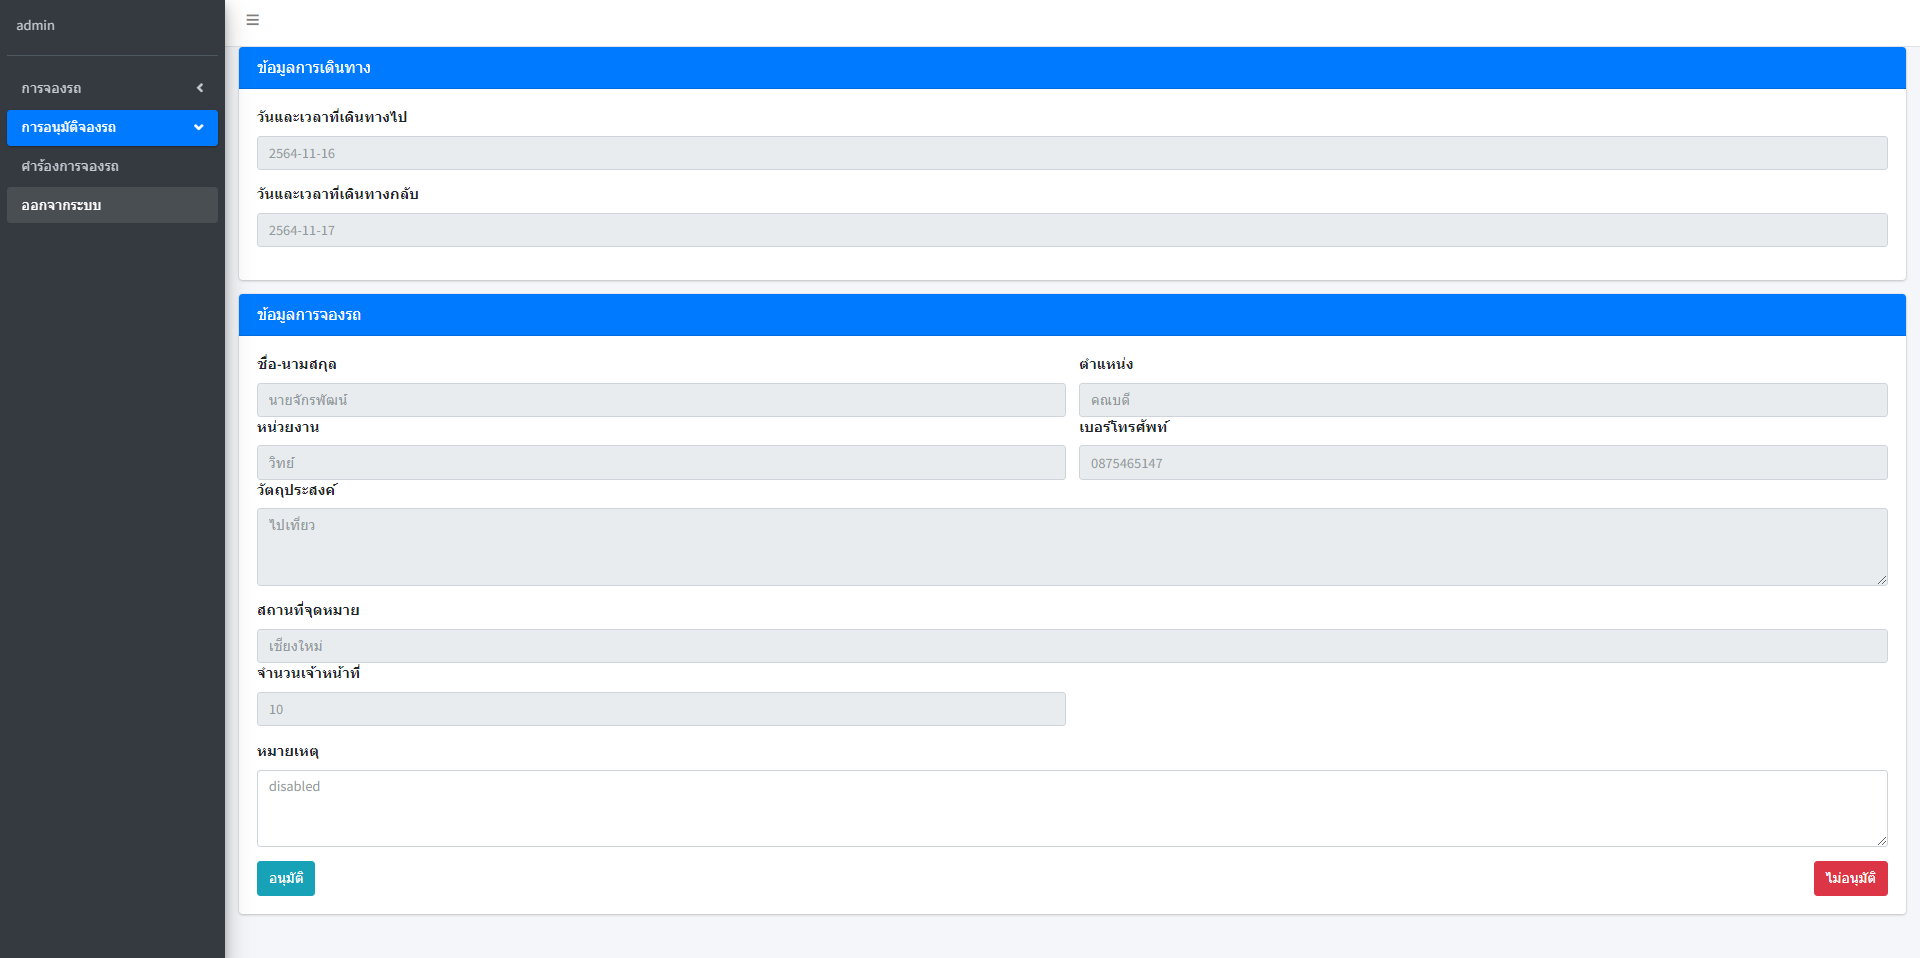 admin
การจองรถ
การอนุมัติจองรถ
คำร้องการจองรถ
ออกจากระบบ
ข้อมูลการเดินทาง
วันและเวลาที่เดินทางไป
2564-11-16
วันและเวลาที่เดินทางกลับ
2564-11-17
ข้อมูลการจองรถ
ชื่อ-นามสกุล
ตำแหน่ง
นายจักรพัฒน์
คณบดี
หน่วยงาน
เบอร์โทรศัพท์
วิทย์
0875465147
วัตถุประสงค์
ไปเที่ยว
สถานที่จุดหมาย
เชียงใหม่
จำนวนเจ้าหน้าที่
10
หมายเหตุ
disabled
อนุมัติ
ไม่อนุมัติ